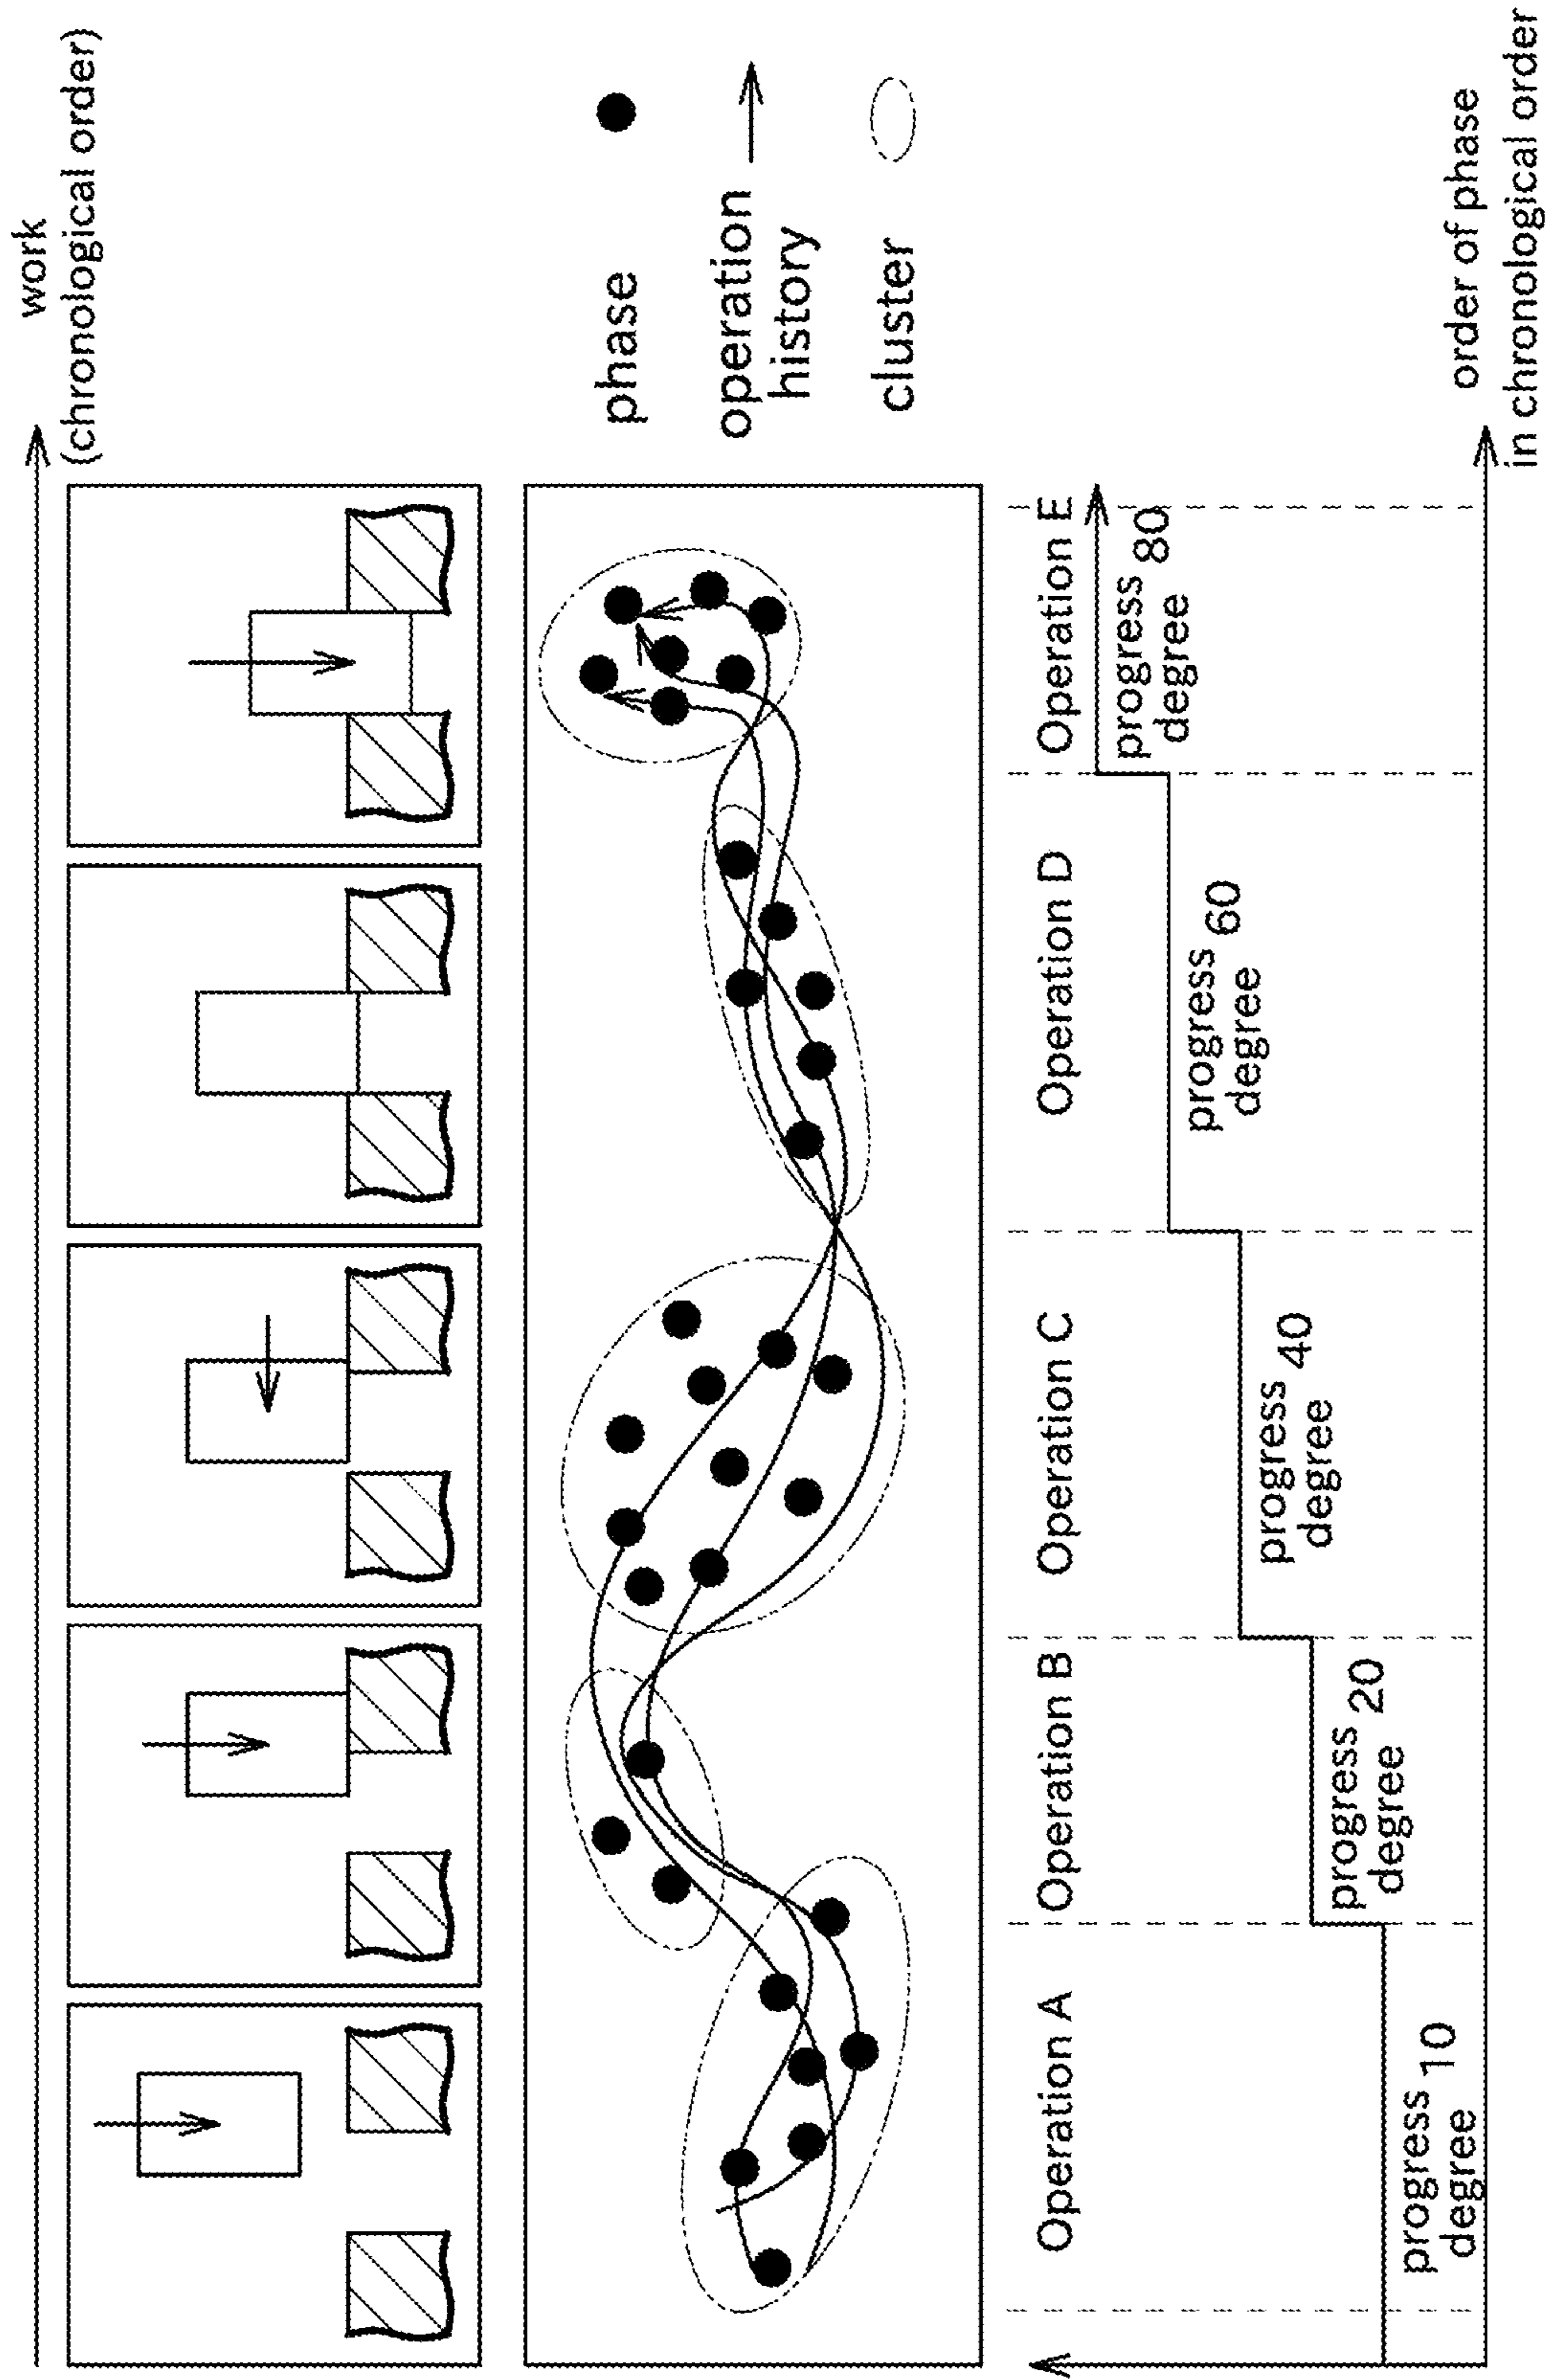 work
(chronological order)
phase
operation
history
cluster
Operation A
Operation B
Operation C
Operation D
Operation E
progress
degree 10
progress
degree 20
progress
degree 40
progress
degree 60
progress
degree 80
order of phase
in chronological order